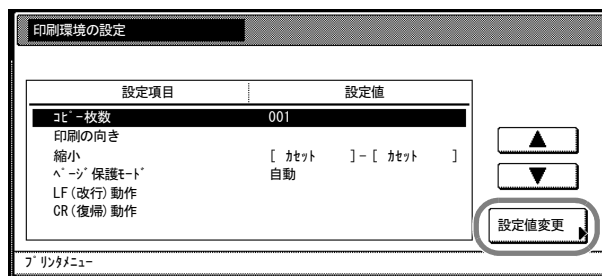 印刷環境の設定
設定項目 設定値
ｺﾋﾟｰ枚数 001
印刷の向き
縮小 [ ｶｾｯﾄ ]-[ ｶｾｯﾄ ]
ﾍﾟｰｼﾞ保護ﾓｰﾄﾞ 自動
LF(改行)動作
CR(復帰)動作
設定値変更
ﾌﾟﾘﾝﾀﾒﾆｭｰ